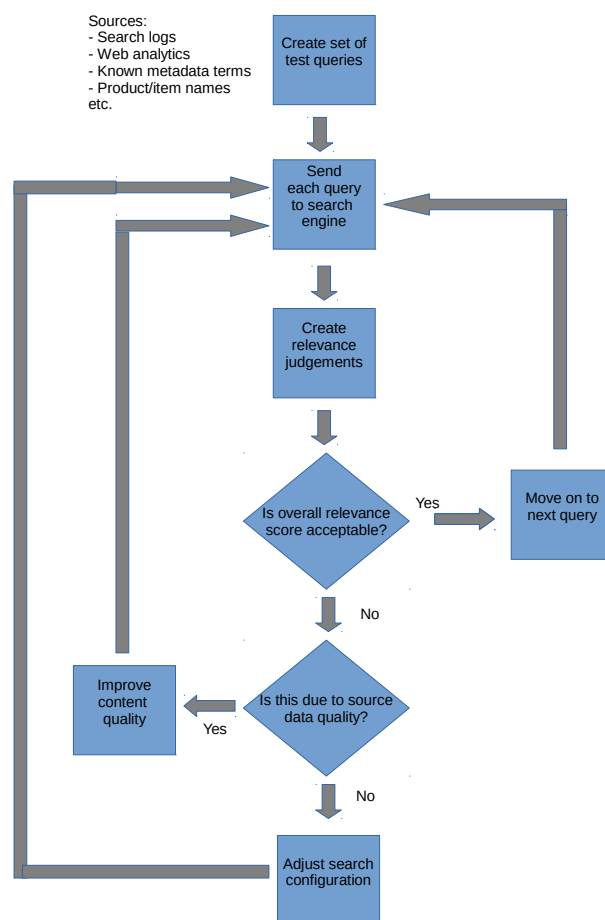 Sources:
- Search logs
- Web analytics
- Known metadata terms
- Product/item names
etc.
Create set of
test queries
Send
each query
to search
engine
Create
relevance
judgements
Is overall relevance
score acceptable?
Yes
Move on to
next query
No
Is this due to source
data quality?
Yes
Improve
content
quality
No
Adjust search
configuration